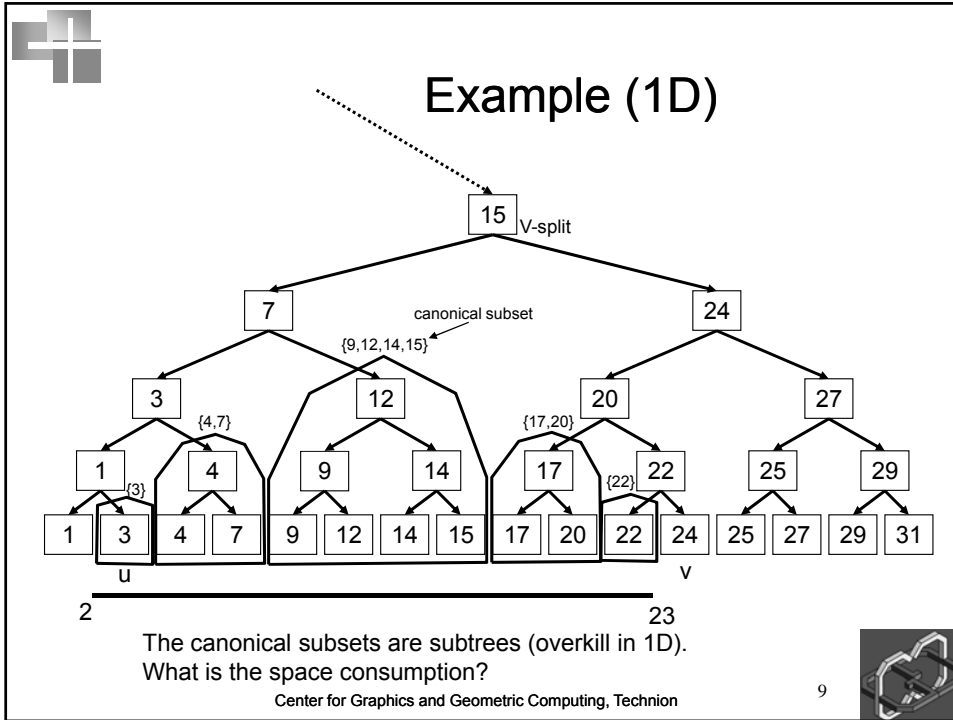 Example (1D)
15 V-split
7 24
canonical subset
{9,12,14,15}
3 12 20 27
{4,7} {17,20}
1 4 9 14 17 22 25 29
{3} {22}
1 3 4 7 9 12 14 15 17 20 22 24 25 27 29 31
u v
2 23
The canonical subsets are subtrees (overkill in 1D).
What is the space consumption?
Center for Graphics and Geometric Computing, Technion 9